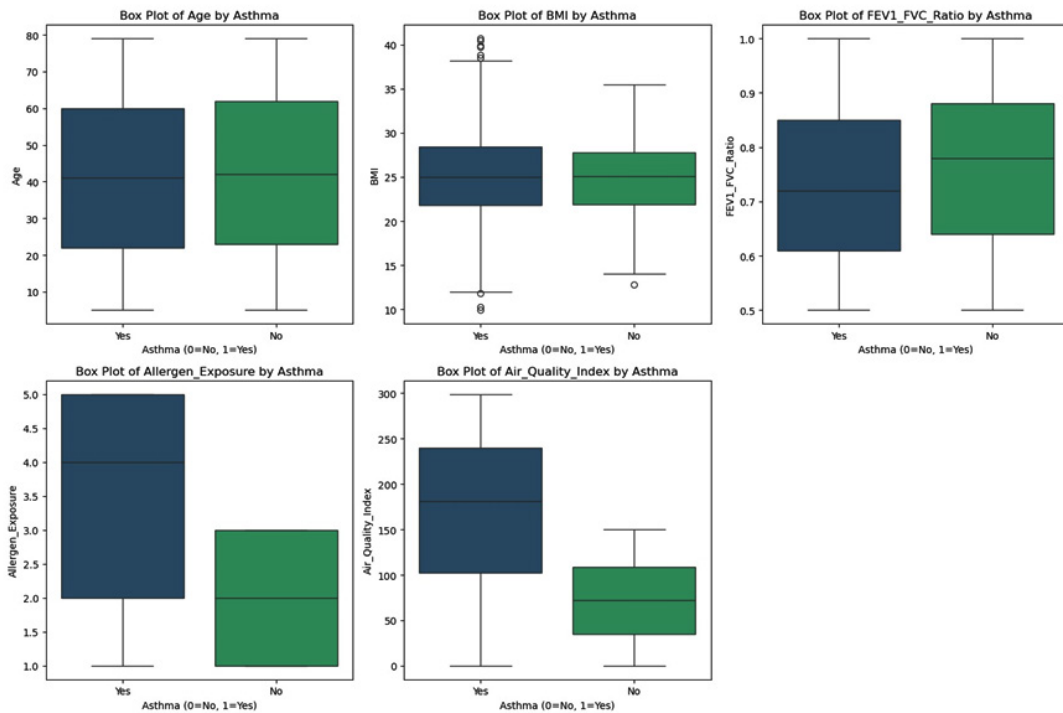 Box Plot of Age by Asthma
80
70
60
50
40
30
20
10
Age
Yes No
Asthma (0=No, 1=Yes)
Box Plot of BMI by Asthma
40
35
30
25
20
15
10
BMI
Yes No
Asthma (0=No, 1=Yes)
Box Plot of FEV1_FVC_Ratio by Asthma
1.0
0.9
0.8
0.7
0.6
0.5
FEV1_FVC_Ratio
Yes No
Asthma (0=No, 1=Yes)
Box Plot of Allergen_Exposure by Asthma
5.0
4.5
4.0
3.5
3.0
2.5
2.0
1.5
1.0
Allergen_Exposure
Yes No
Asthma (0=No, 1=Yes)
Box Plot of Air_Quality_Index by Asthma
300
250
200
150
100
50
0
Air_Quality_Index
Yes No
Asthma (0=No, 1=Yes)